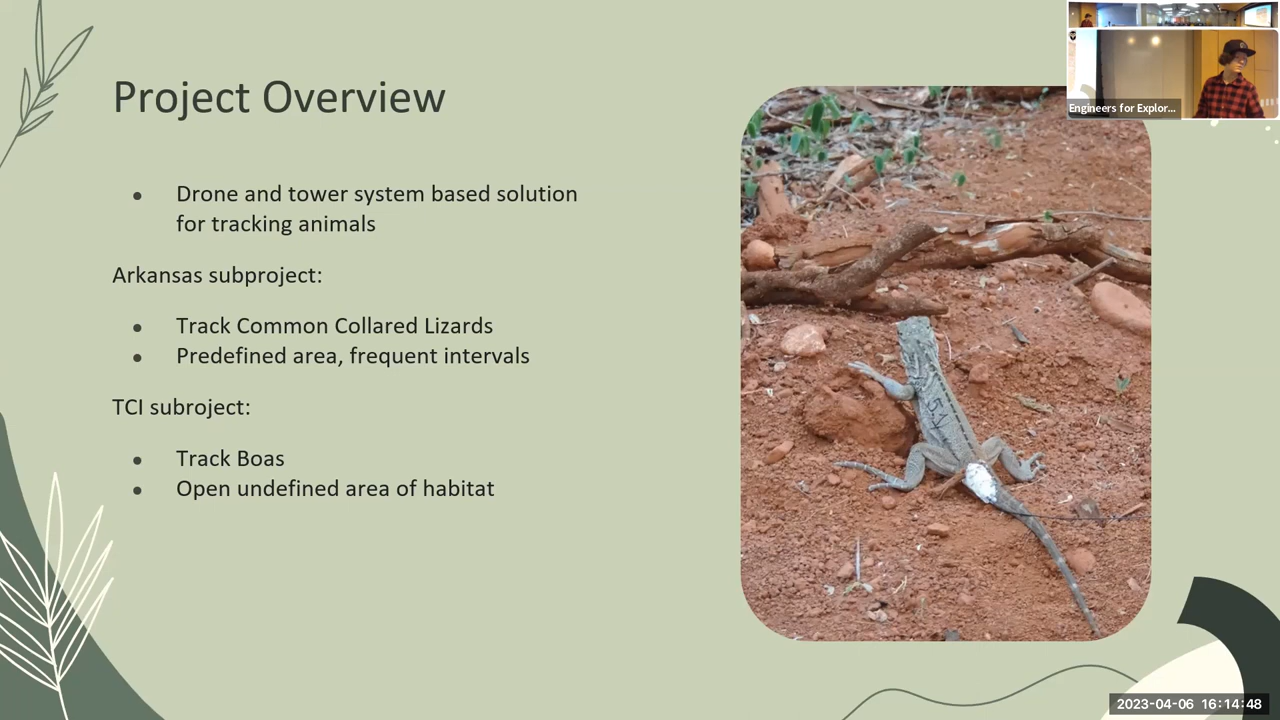 Project Overview
Drone and tower system based solution
for tracking animals
Arkansas subproject:
Track Common Collared Lizards
Predefined area, frequent intervals
TCI subroject:
Track Boas
Open undefined area of habitat
Engineers for Explor...
2023-04-06 16:14:48